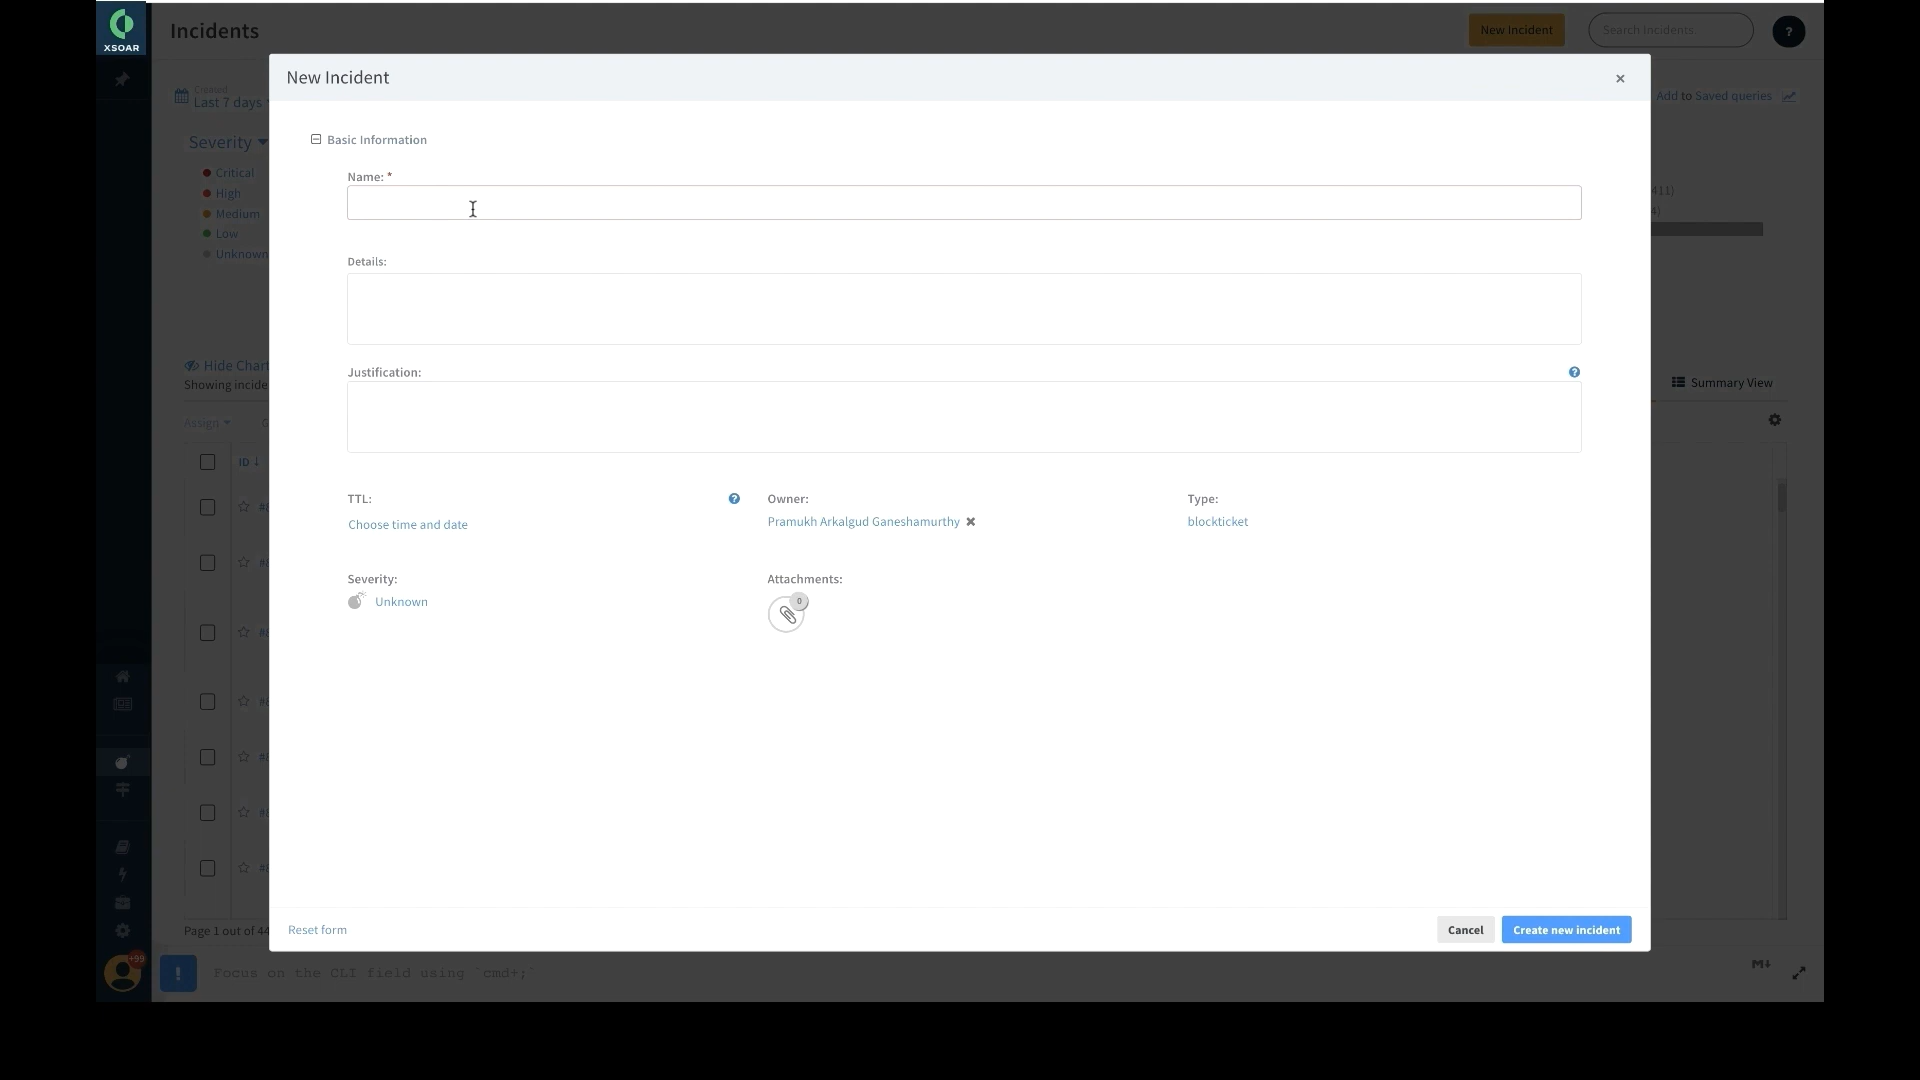 XSOAR
Incidents
New Incident
Search Incidents
?
New Incident
×
Created
Last 7 days
Add to Saved queries
Basic Information
Severity
Name: *
Critical
High
411)
Medium
Low
Unknown
Details:
Hide Chart
Justification:
?
Showing incide
Summary View
Assign
ID ↓
TTL:
?
Owner:
Type:
Choose time and date
Pramukh Arkalgud Ganeshamurthy
blockticket
Severity:
Attachments:
Unknown
0
Page 1 out of 44
Reset form
Cancel
Create new incident
+99
!
Focus on the CLI field using `cmd+;`
M↓